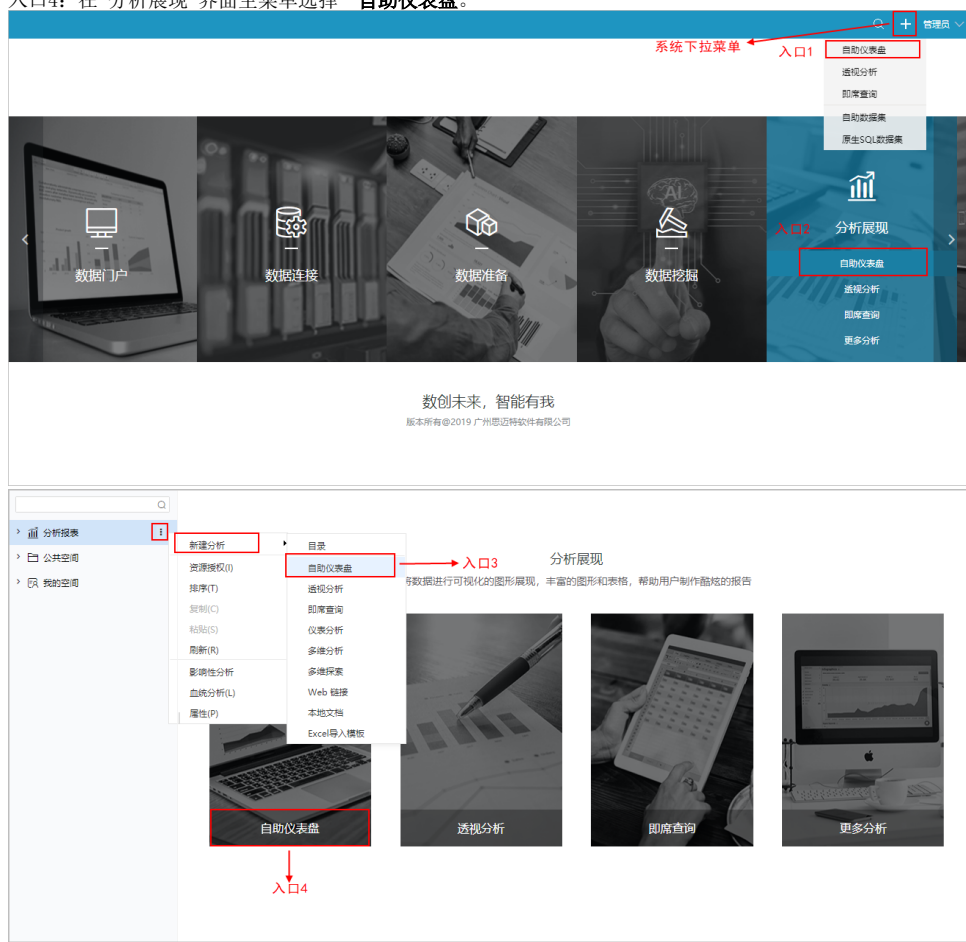 入口4: 在"分析展现"界面主菜单选择 自助仪表盘。
管理员
系统下拉菜单
入口1
自助仪表盘
透视分析
即席查询
自助数据集
原生SQL数据集
数据门户
数据连接
数据准备
AI
数据挖掘
入口2
分析展现
自助仪表盘
透视分析
即席查询
更多分析
数创未来，智能有我
版本所有@2019 广州思迈特软件有限公司
分析报表
公共空间
我的空间
新建分析
资源授权(I)
排序(T)
复制(C)
粘贴(S)
刷新(R)
影响性分析
血统分析(L)
属性(P)
目录
自助仪表盘
透视分析
即席查询
仪表分析
多维分析
多维探索
Web 链接
本地文档
Excel导入模板
入口3
分析展现
将数据进行可视化的图形展现，丰富的图形和表格，帮助用户制作酷炫的报告
自助仪表盘
透视分析
即席查询
更多分析
入口4